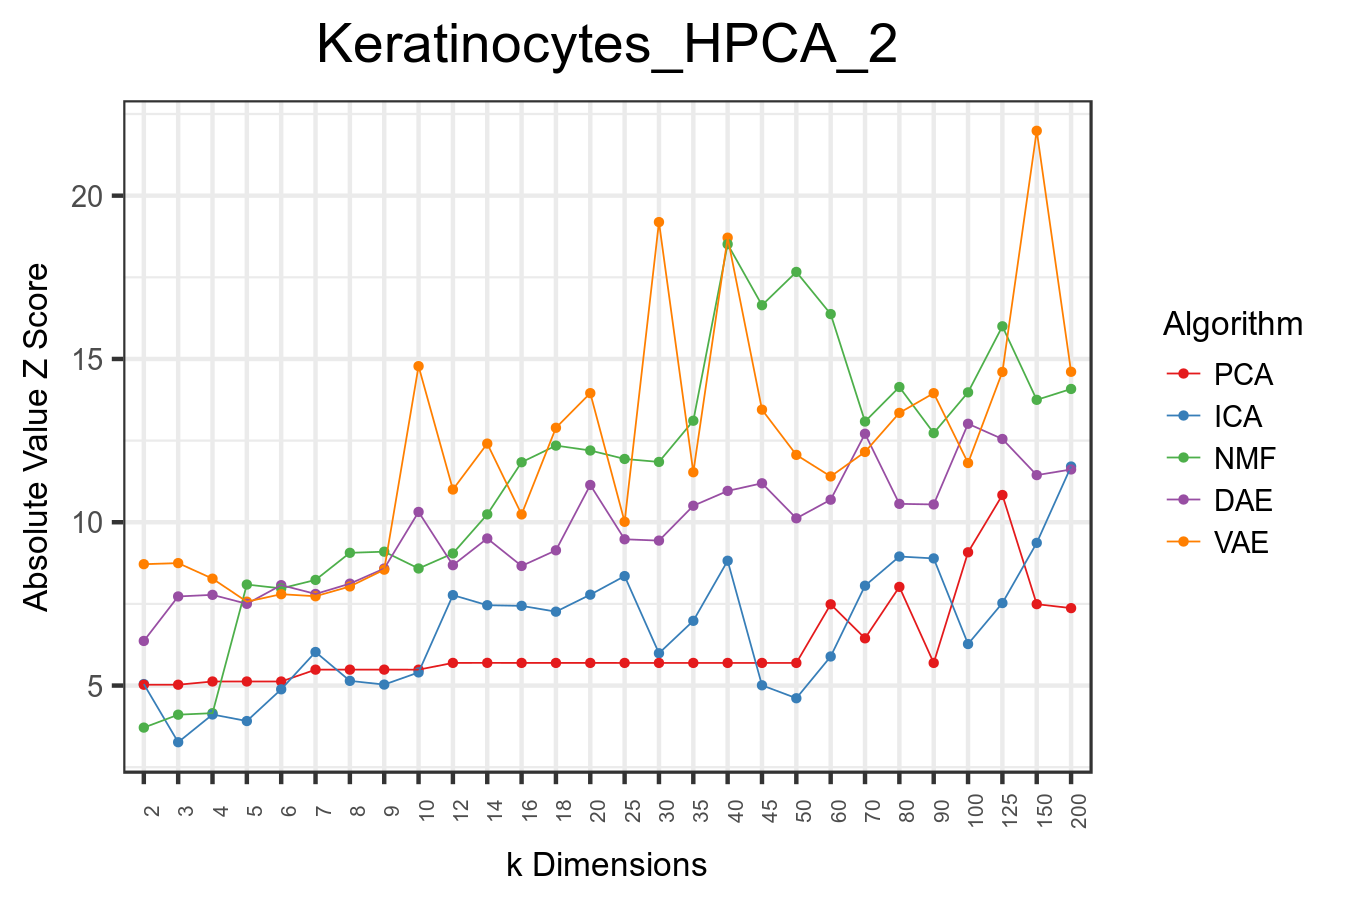 Keratinocytes_HPCA_2
Absolute Value Z Score
20
15
10
5
2 3 4 5 6 7 8 9 10 12 14 16 18 20 25 30 35 40 45 50 60 70 80 90 100 125 150 200
k Dimensions
Algorithm
PCA
ICA
NMF
DAE
VAE